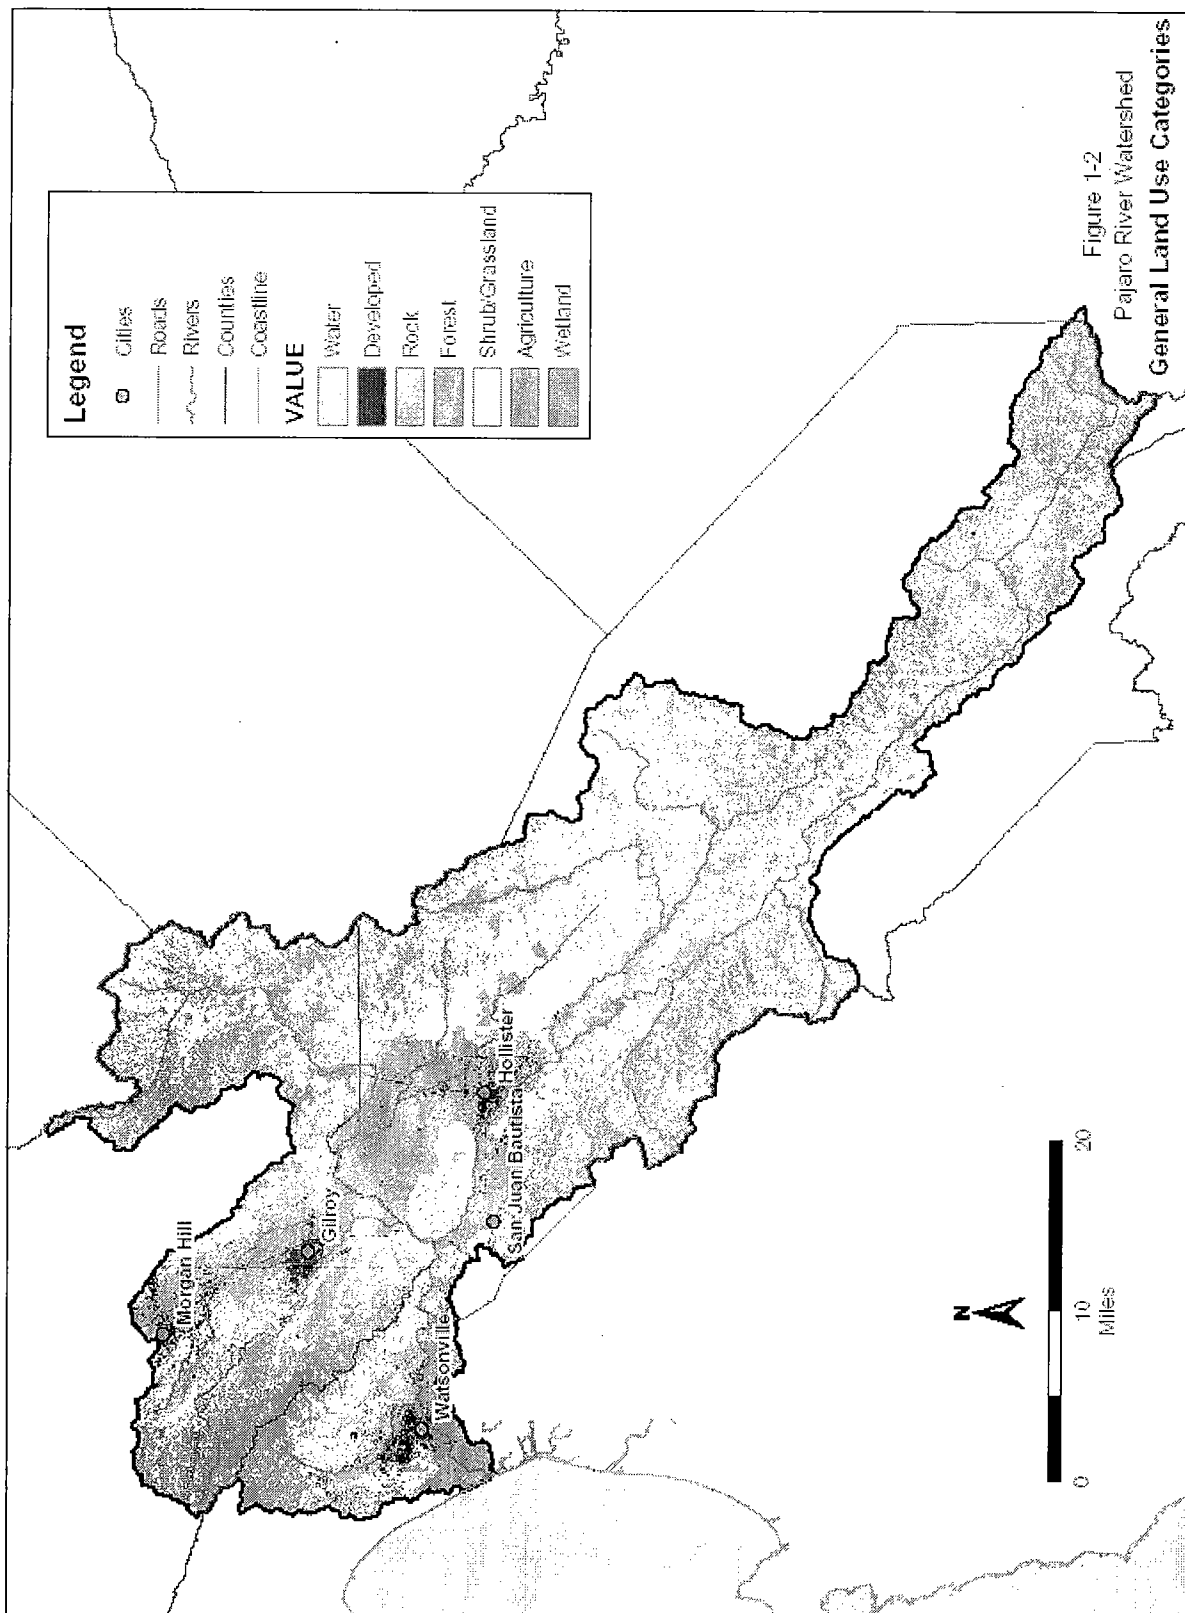 Legend
Cities
Roads
Rivers
Counties
Coastline
VALUE
Water
Developed
Rock
Forest
Shrub/Grassland
Agriculture
Wetland
Morgan Hill
Gilroy
Watsonville
San Juan Bautista
Hollister
N
0 10 20
Miles
Figure 1-2
Pajaro River Watershed
General Land Use Categories